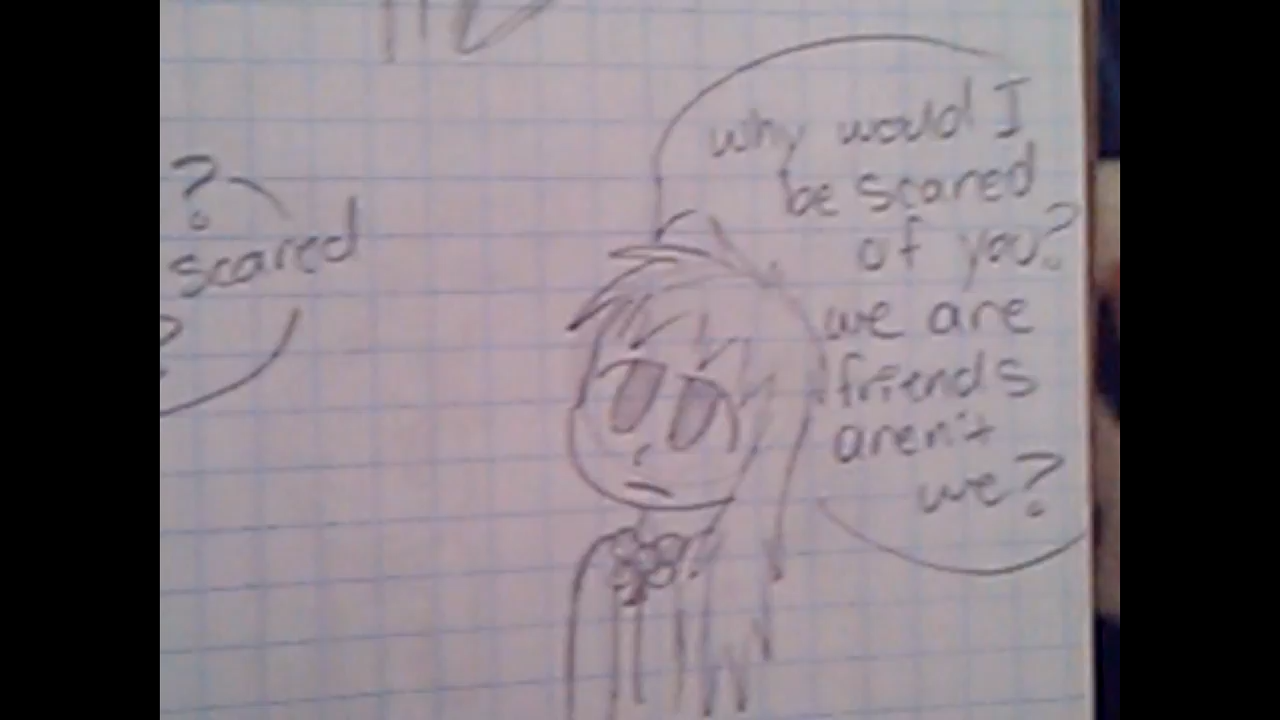 ?
scared
?
why would I
be scared
of you?
we are
friends
aren't
we?